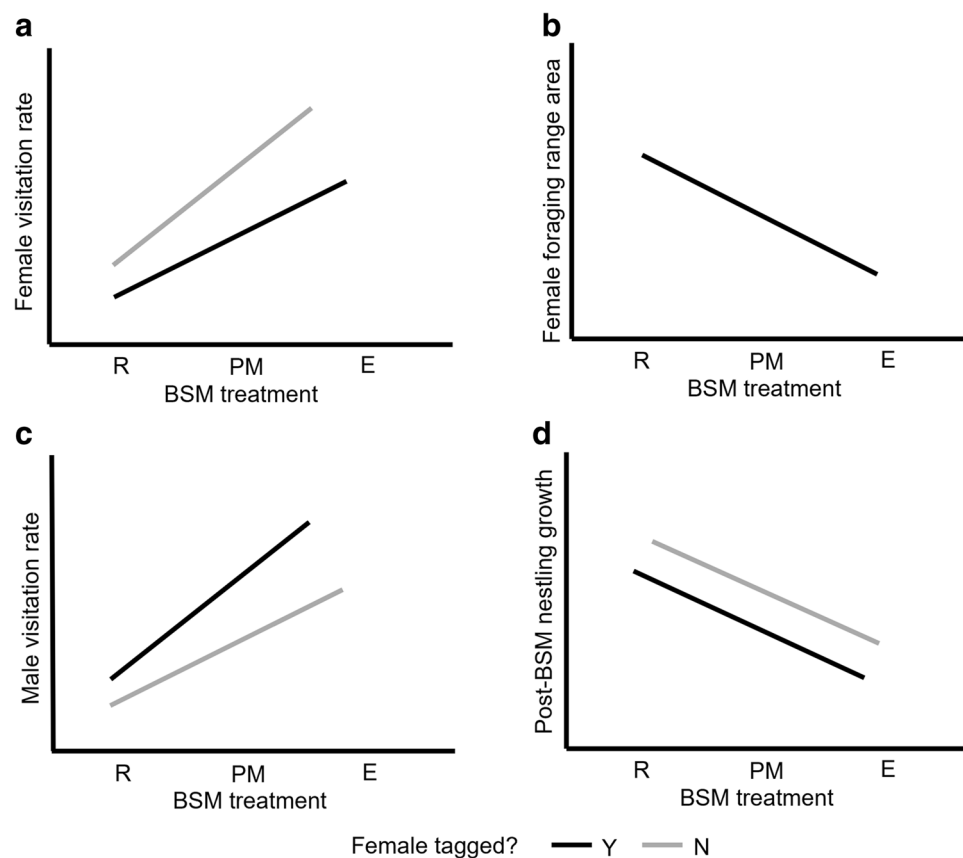 a
Female visitation rate
R PM E
BSM treatment
b
Female foraging range area
R PM E
BSM treatment
c
Male visitation rate
R PM E
BSM treatment
d
Post-BSM nestling growth
R PM E
BSM treatment
Female tagged? Y N